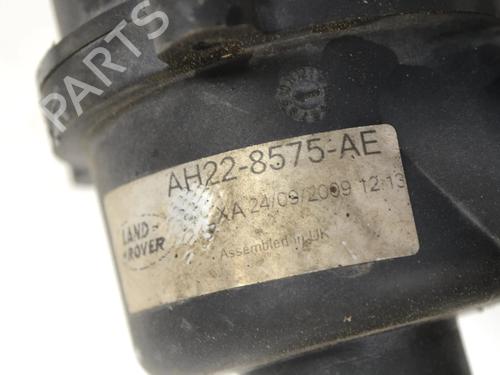 B-PARTS
AH22-8575-AE
XA 24/09/2009 12:13
LAND-
ROVER
Assembled in UK